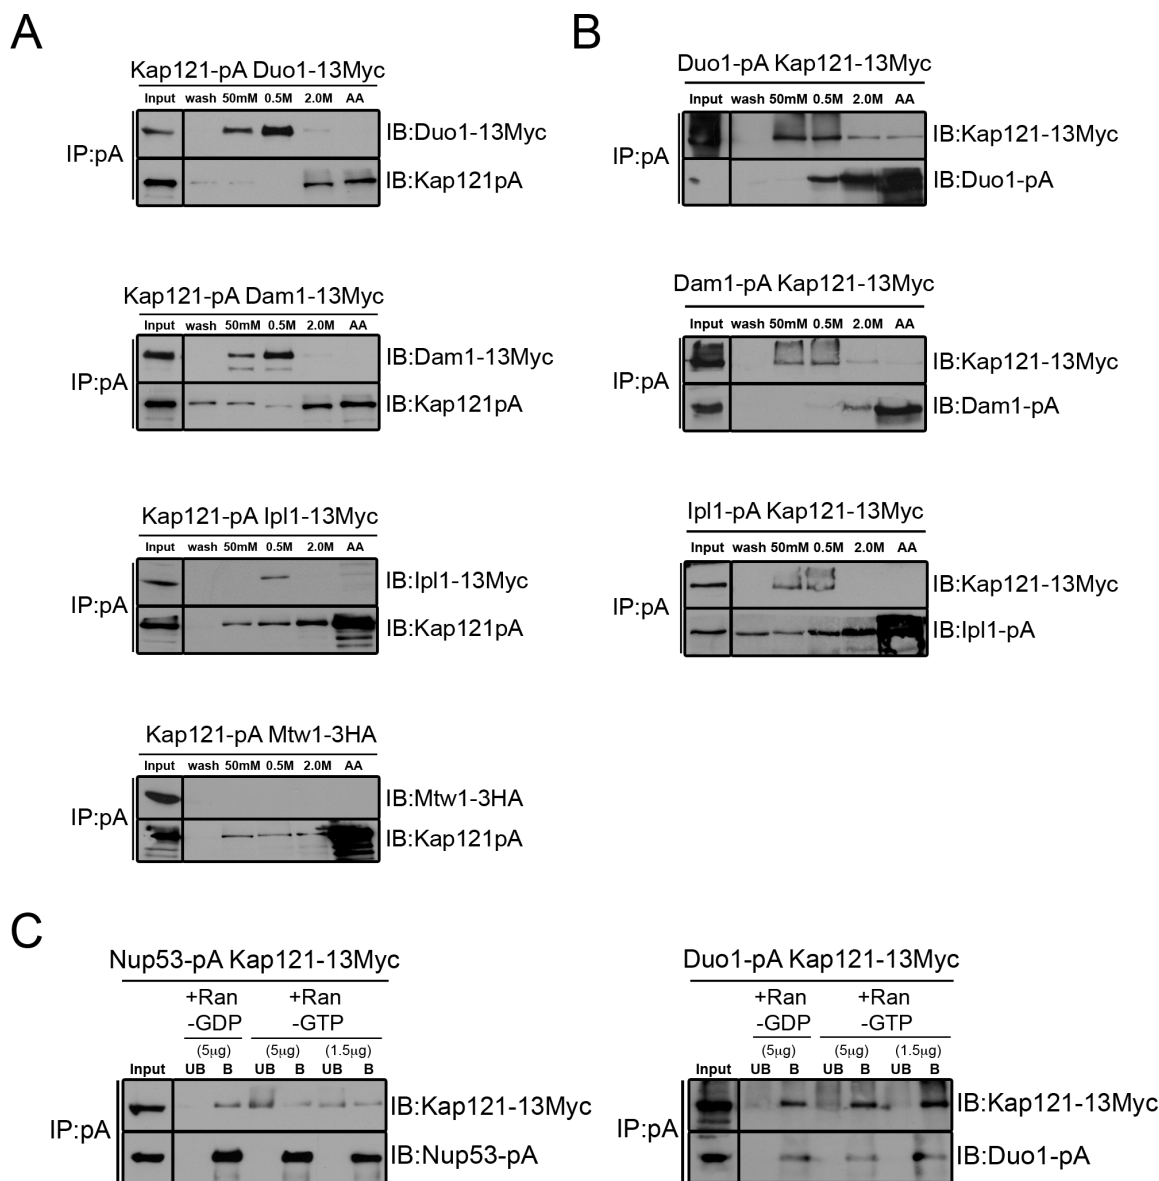 A
Kap121-pA Duo1-13Myc
Input wash 50mM 0.5M 2.0M AA
IP:pA
IB:Duo1-13Myc
IB:Kap121pA
Kap121-pA Dam1-13Myc
Input wash 50mM 0.5M 2.0M AA
IP:pA
IB:Dam1-13Myc
IB:Kap121pA
Kap121-pA Ipl1-13Myc
Input wash 50mM 0.5M 2.0M AA
IP:pA
IB:Ipl1-13Myc
IB:Kap121pA
Kap121-pA Mtw1-3HA
Input wash 50mM 0.5M 2.0M AA
IP:pA
IB:Mtw1-3HA
IB:Kap121pA
B
Duo1-pA Kap121-13Myc
Input wash 50mM 0.5M 2.0M AA
IP:pA
IB:Kap121-13Myc
IB:Duo1-pA
Dam1-pA Kap121-13Myc
Input wash 50mM 0.5M 2.0M AA
IP:pA
IB:Kap121-13Myc
IB:Dam1-pA
Ipl1-pA Kap121-13Myc
Input wash 50mM 0.5M 2.0M AA
IP:pA
IB:Kap121-13Myc
IB:Ipl1-pA
C
Nup53-pA Kap121-13Myc
+Ran +Ran
-GDP -GTP
(5µg) (5µg) (1.5µg)
Input UB B UB B UB B
IP:pA
IB:Kap121-13Myc
IB:Nup53-pA
Duo1-pA Kap121-13Myc
+Ran +Ran
-GDP -GTP
(5µg) (5µg) (1.5µg)
Input UB B UB B UB B
IP:pA
IB:Kap121-13Myc
IB:Duo1-pA